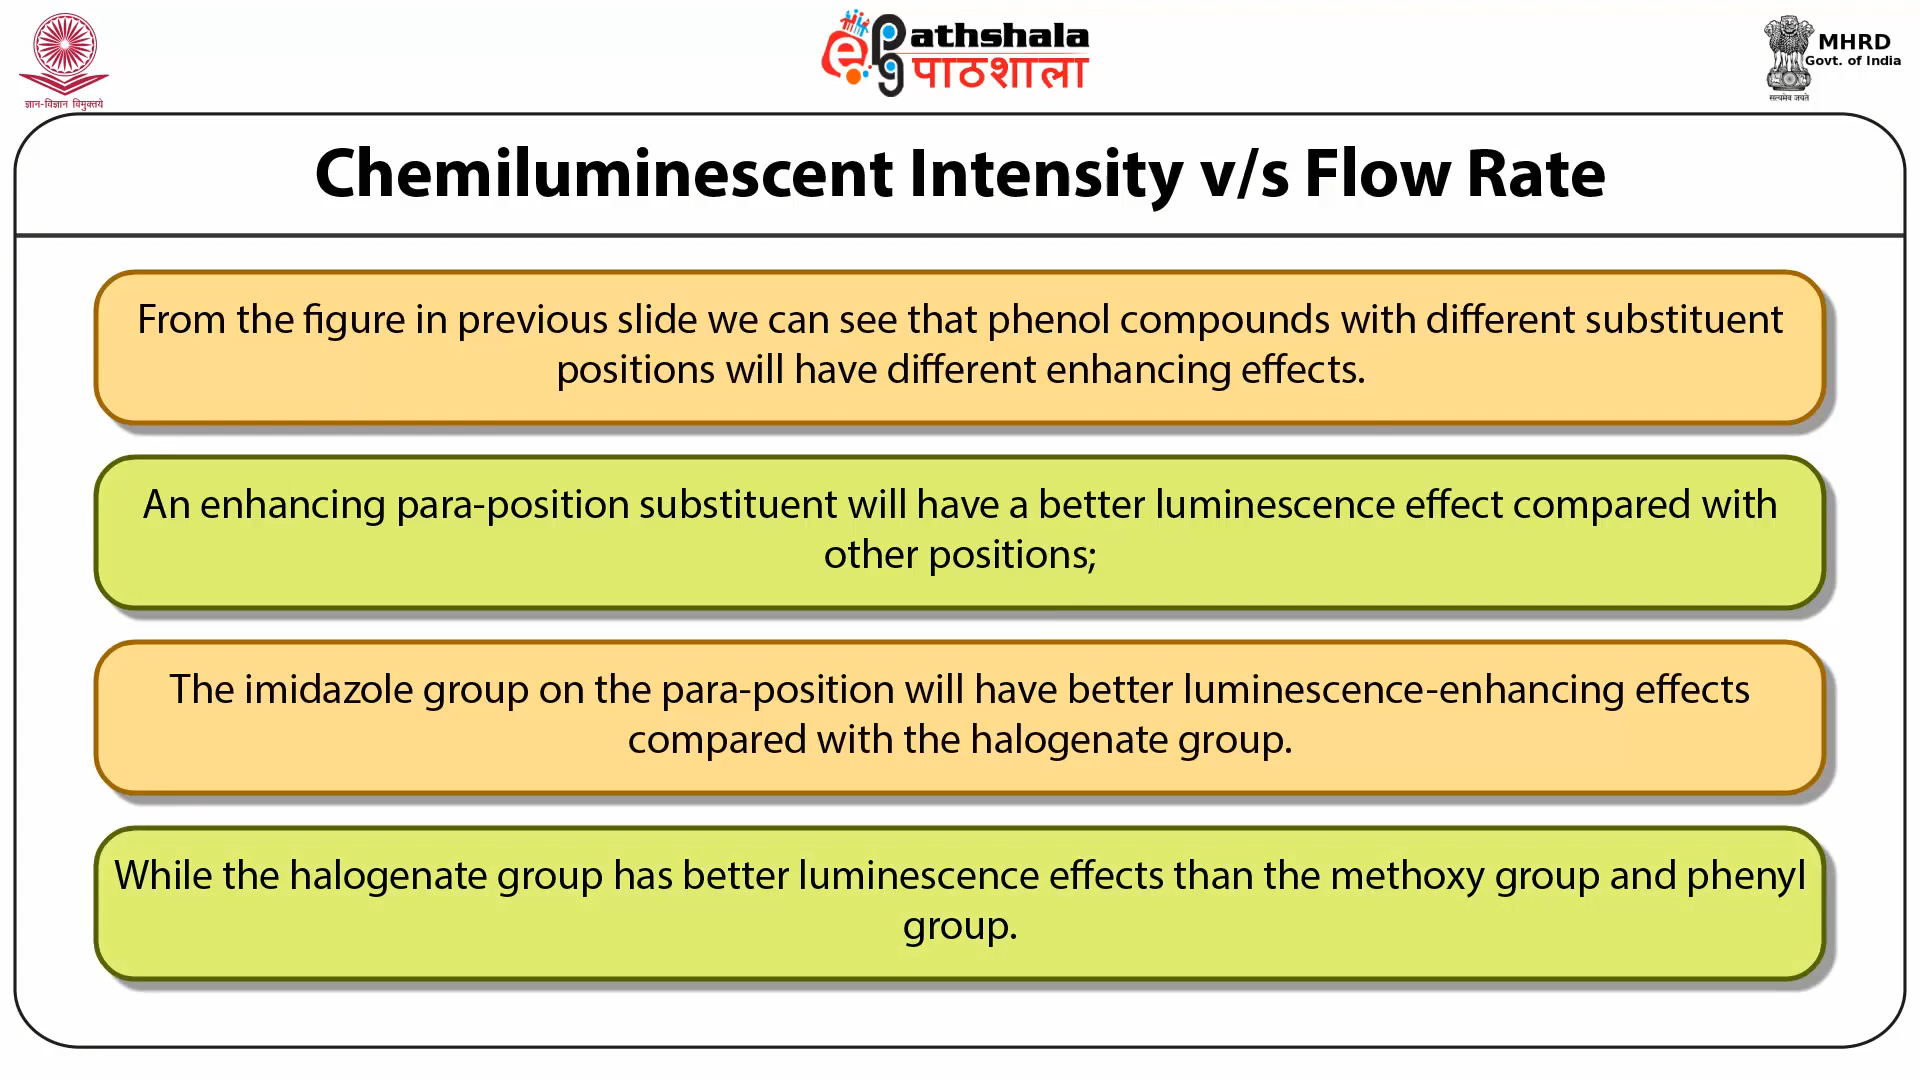 ज्ञान-विज्ञान विमुक्तये
ePGathshala
पाठशाला
MHRD
Govt. of India
सत्यमेव जयते
Chemiluminescent Intensity v/s Flow Rate
From the figure in previous slide we can see that phenol compounds with different substituent
positions will have different enhancing effects.
An enhancing para-position substituent will have a better luminescence effect compared with
other positions;
The imidazole group on the para-position will have better luminescence-enhancing effects
compared with the halogenate group.
While the halogenate group has better luminescence effects than the methoxy group and phenyl
group.